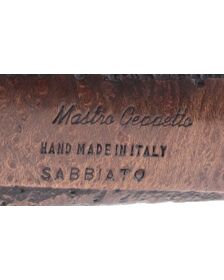 Mastro Geppetto
HAND MADE IN ITALY
SABBIATO